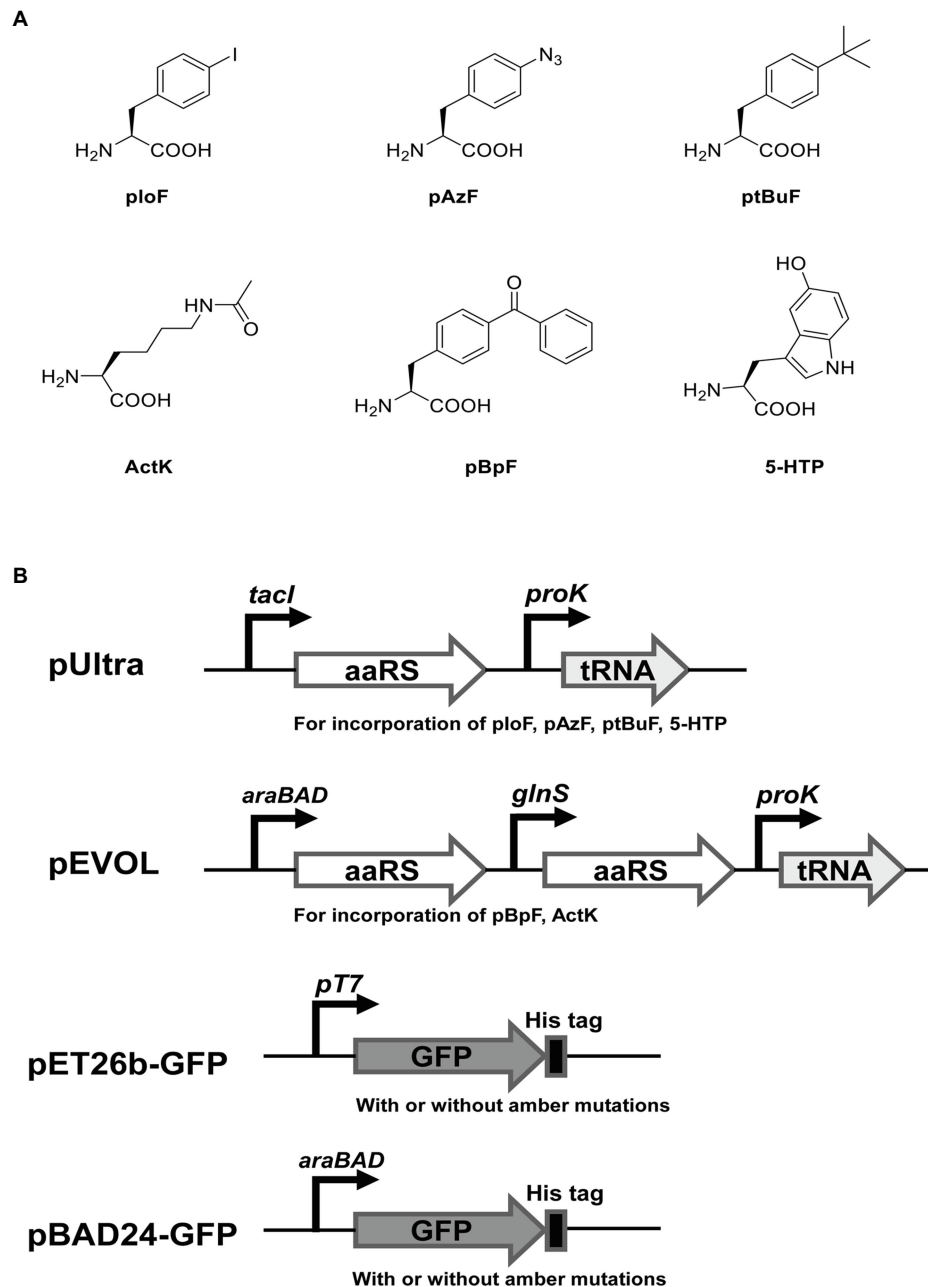 A
I
N3
H2N
COOH
H2N
COOH
H2N
COOH
pIoF
pAzF
ptBuF
HO
HN
O
O
NH
H2N
COOH
H2N
COOH
H2N
COOH
ActK
pBpF
5-HTP
B
tacI
proK
pUltra
aaRS
tRNA
For incorporation of pIoF, pAzF, ptBuF, 5-HTP
araBAD
glnS
proK
pEVOL
aaRS
aaRS
tRNA
For incorporation of pBpF, ActK
pT7
His tag
pET26b-GFP
GFP
With or without amber mutations
araBAD
His tag
pBAD24-GFP
GFP
With or without amber mutations